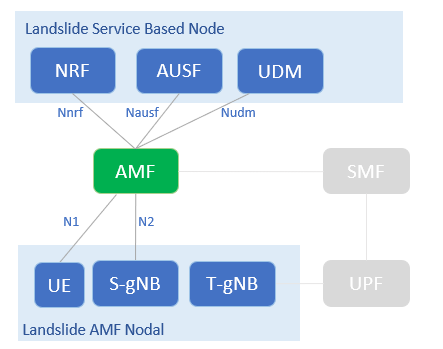 Landslide Service Based Node
NRF AUSF UDM
Nnrf Nausf Nudm
AMF SMF
N1 N2
UE S-gNB T-gNB UPF
Landslide AMF Nodal